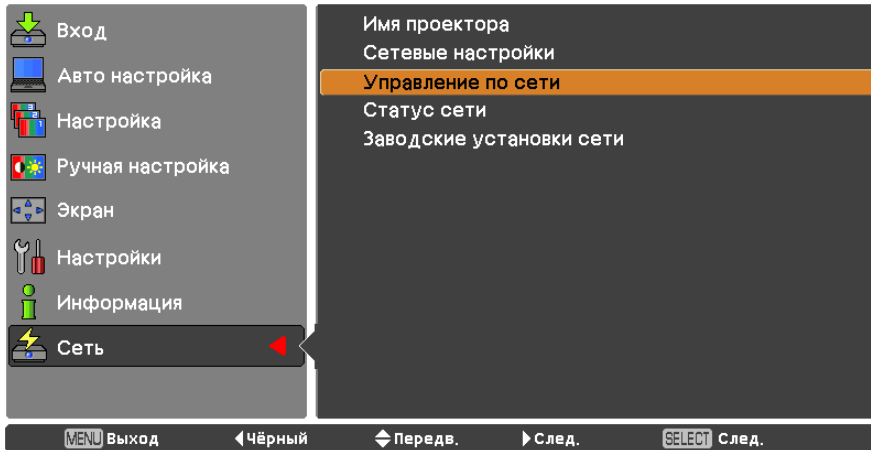 Вход
Авто настройка
Настройка
Ручная настройка
Экран
Настройки
Информация
Сеть
Имя проектора
Сетевые настройки
Управление по сети
Статус сети
Заводские установки сети
MENU Выход Чёрный Передв. След. SELECT След.